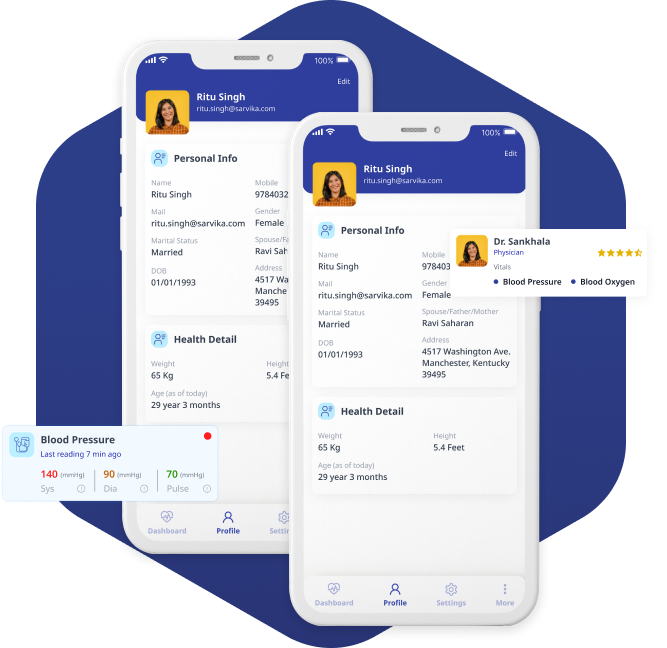 100%
Edit
Ritu Singh
ritu.singh@sarvika.com
Personal Info
Name
Ritu Singh
Mobile
9784032
Mail
ritu.singh@sarvika.com
Gender
Female
Marital Status
Married
Spouse/Fa
Ravi Sah
DOB
01/01/1993
Address
4517 Wa
Manche
39495
Health Detail
Weight
65 Kg
Height
5.4 Fe
Age (as of today)
29 year 3 months
Dashboard
Profile
Settin
Blood Pressure
Last reading 7 min ago
140 (mmHg)
Sys
90 (mmHg)
Dia
70 (mmHg)
Pulse
100%
Edit
Ritu Singh
ritu.singh@sarvika.com
Personal Info
Name
Ritu Singh
Mobile
978403
Mail
ritu.singh@sarvika.com
Gender
Female
Marital Status
Married
Spouse/Father/Mother
Ravi Saharan
DOB
01/01/1993
Address
4517 Washington Ave.
Manchester, Kentucky
39495
Health Detail
Weight
65 Kg
Height
5.4 Feet
Age (as of today)
29 year 3 months
Dashboard
Profile
Settings
More
Dr. Sankhala
Physician
Vitals
Blood Pressure
Blood Oxygen